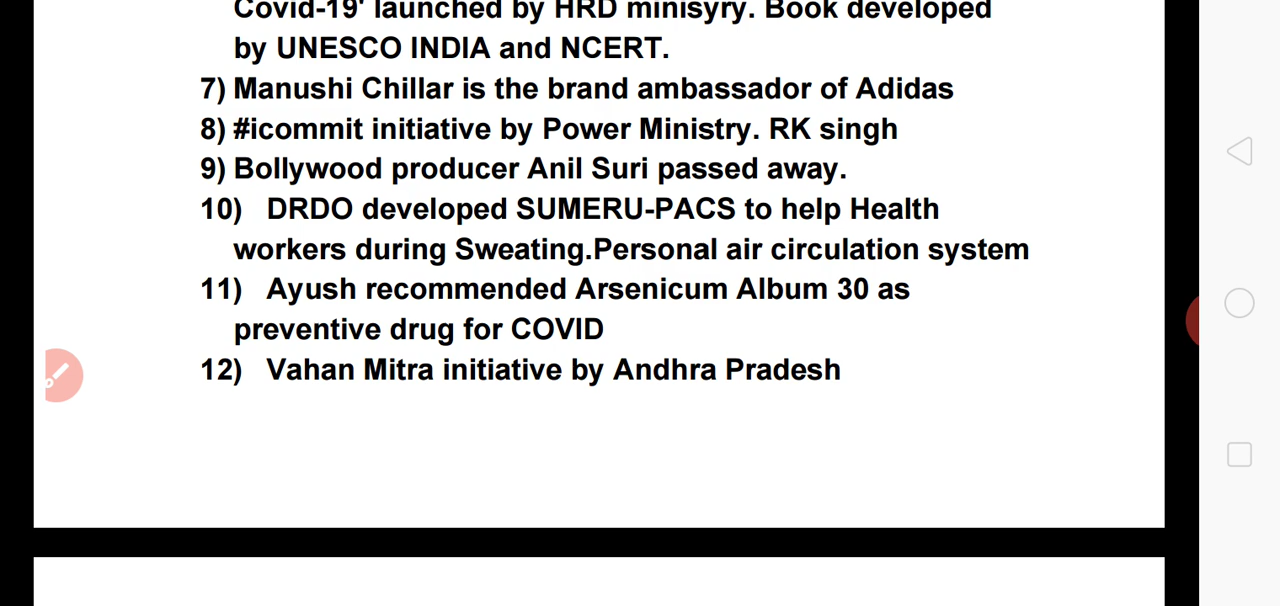 Covid-19' launched by HRD minisyry. Book developed
by UNESCO INDIA and NCERT.
7) Manushi Chillar is the brand ambassador of Adidas
8) #icommit initiative by Power Ministry. RK singh
9) Bollywood producer Anil Suri passed away.
10) DRDO developed SUMERU-PACS to help Health
workers during Sweating.Personal air circulation system
11) Ayush recommended Arsenicum Album 30 as
preventive drug for COVID
12) Vahan Mitra initiative by Andhra Pradesh